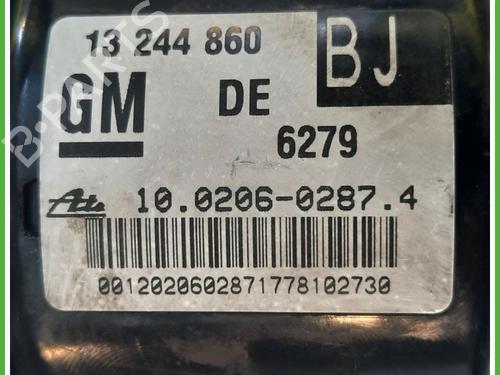 13 244 860
BJ
GM
DE
6279
Ate 10.0206-0287.4
0012020602871778102730
B-PARTS